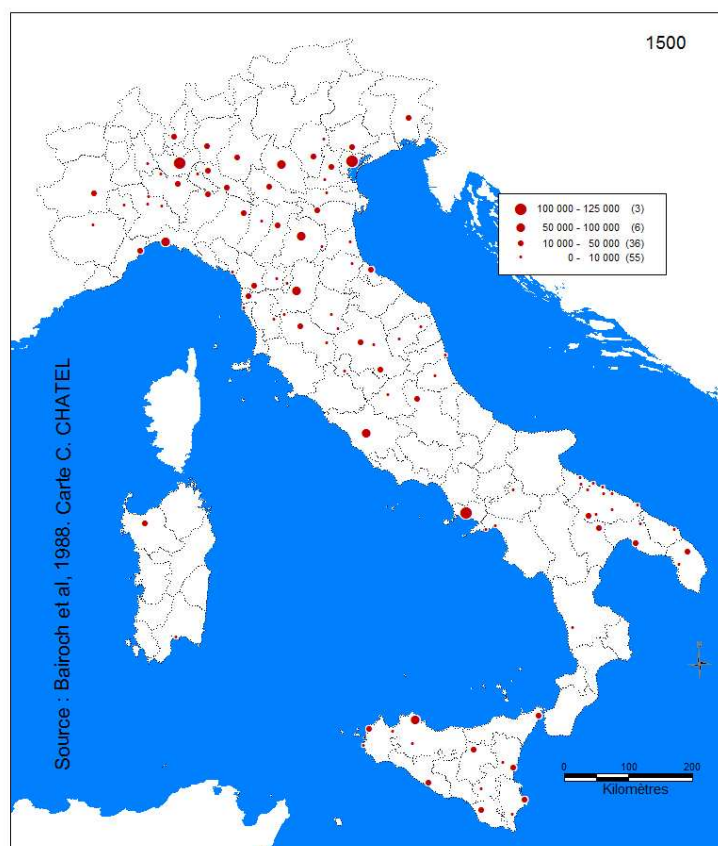 1500
100 000 - 125 000 (3)
50 000 - 100 000 (6)
10 000 - 50 000 (36)
0 - 10 000 (55)
Source : Bairoch et al, 1988. Carte C. CHATEL
0 100 200
Kilomètres